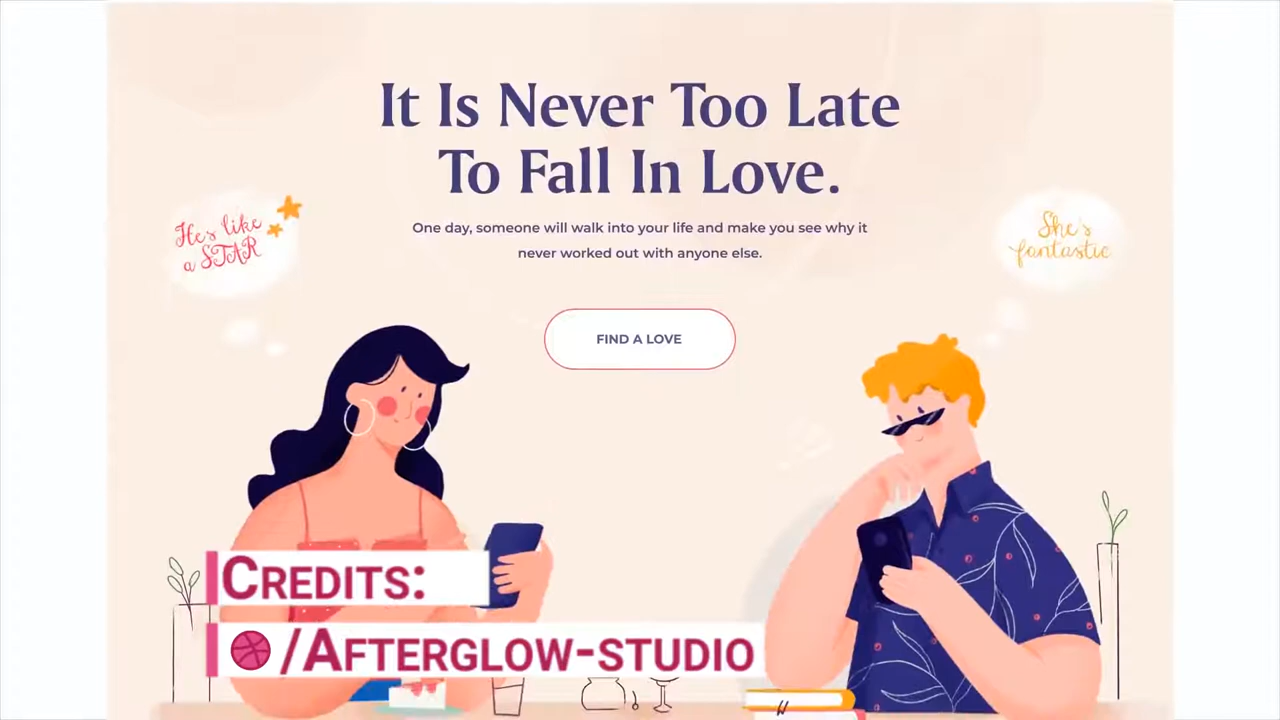 It Is Never Too Late
To Fall In Love.
One day, someone will walk into your life and make you see why it
never worked out with anyone else.
He's like
a STAR
She's
fantastic
FIND A LOVE
CREDITS:
/AFTERGLOW-STUDIO